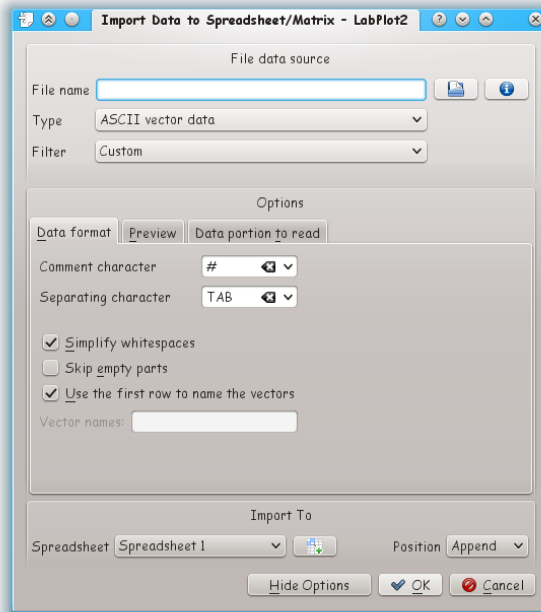 Import Data to Spreadsheet/Matrix - LabPlot2
File data source
File name
Type ASCII vector data
Filter Custom
Options
Data format Preview Data portion to read
Comment character #
Separating character TAB
Simplify whitespaces
Skip empty parts
Use the first row to name the vectors
Vector names:
Import To
Spreadsheet Spreadsheet 1 Position Append
Hide Options OK Cancel